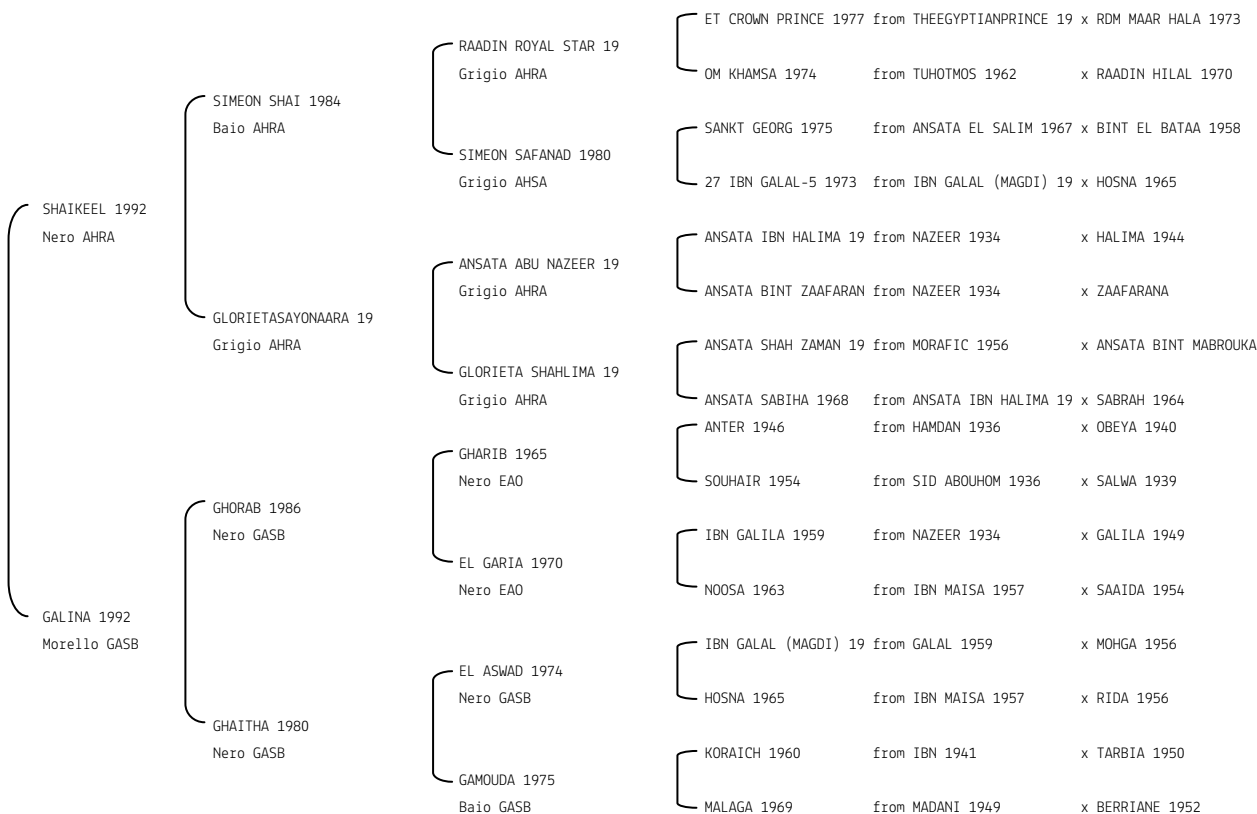 ET CROWN PRINCE 1977 from THEEGYPTIANPRINCE 19 x RDM MAAR HALA 1973
RAADIN ROYAL STAR 19
Grigio AHRA
OM KHAMSA 1974 from TUHOTMOS 1962 x RAADIN HILAL 1970
SIMEON SHAI 1984
Baio AHRA
SANKT GEORG 1975 from ANSATA EL SALIM 1967 x BINT EL BATAA 1958
SIMEON SAFANAD 1980
Grigio AHSA
27 IBN GALAL-5 1973 from IBN GALAL (MAGDI) 19 x HOSNA 1965
SHAIKEEL 1992
Nero AHRA
ANSATA IBN HALIMA 19 from NAZEER 1934 x HALIMA 1944
ANSATA ABU NAZEER 19
Grigio AHRA
ANSATA BINT ZAAFARAN from NAZEER 1934 x ZAAFARANA
GLORIETASAYONAARA 19
Grigio AHRA
ANSATA SHAH ZAMAN 19 from MORAFIC 1956 x ANSATA BINT MABROUKA
GLORIETA SHAHLIMA 19
Grigio AHRA
ANSATA SABIHA 1968 from ANSATA IBN HALIMA 19 x SABRAH 1964
ANTER 1946 from HAMDAN 1936 x OBEYA 1940
GHARIB 1965
Nero EAO
SOUHAIR 1954 from SID ABOUHOM 1936 x SALWA 1939
GHORAB 1986
Nero GASB
IBN GALILA 1959 from NAZEER 1934 x GALILA 1949
EL GARIA 1970
Nero EAO
NOOSA 1963 from IBN MAISA 1957 x SAAIDA 1954
GALINA 1992
Morello GASB
IBN GALAL (MAGDI) 19 from GALAL 1959 x MOHGA 1956
EL ASWAD 1974
Nero GASB
HOSNA 1965 from IBN MAISA 1957 x RIDA 1956
GHAITHA 1980
Nero GASB
KORAICH 1960 from IBN 1941 x TARBIA 1950
GAMOUDA 1975
Baio GASB
MALAGA 1969 from MADANI 1949 x BERRIANE 1952